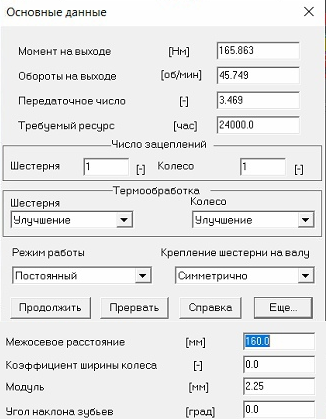 Основные данные
Момент на выходе [Нм] 165.863
Обороты на выходе [об/мин] 45.749
Передаточное число [-] 3.469
Требуемый ресурс [час] 24000.0
Число зацеплений
Шестерня 1 [-] Колесо 1 [-]
Термообработка
Шестерня Колесо
Улучшение Улучшение
Режим работы Крепление шестерни на валу
Постоянный Симметрично
Продолжить Прервать Справка Еще...
Межосевое расстояние [мм] 160.0
Коэффициент ширины колеса [-] 0.0
Модуль [мм] 2.25
Угол наклона зубьев [град] 0.0